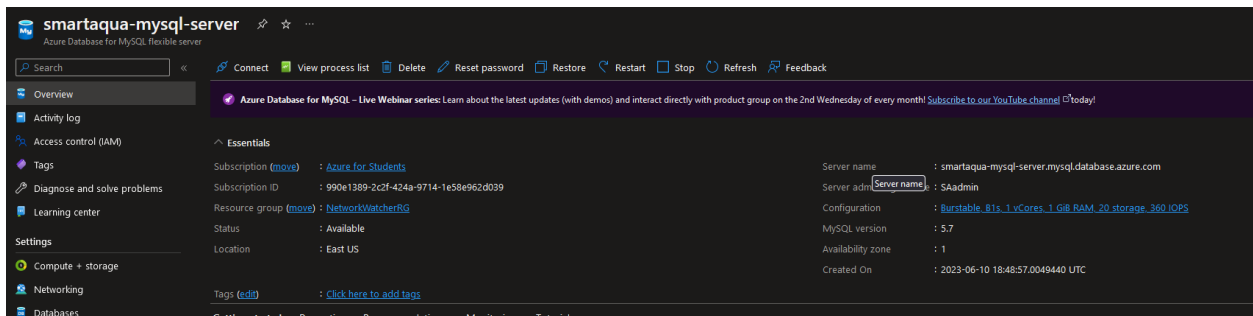 smartaqua-mysql-server
Azure Database for MySQL flexible server
Search
Connect View process list Delete Reset password Restore Restart Stop Refresh Feedback
Overview
Activity log
Access control (IAM)
Tags
Diagnose and solve problems
Learning center
Settings
Compute + storage
Networking
Databases
Azure Database for MySQL – Live Webinar series: Learn about the latest updates (with demos) and interact directly with product group on the 2nd Wednesday of every month! Subscribe to our YouTube channel today!
Essentials
Subscription (move) : Azure for Students
Subscription ID : 990e1389-2c2f-424a-9714-1e58e962d039
Resource group (move) : NetworkWatcherRG
Status : Available
Location : East US
Server name : smartaqua-mysql-server.mysql.database.azure.com
Server adm Server name e : SAadmin
Configuration : Burstable, B1s, 1 vCores, 1 GiB RAM, 20 storage, 360 IOPS
MySQL version : 5.7
Availability zone : 1
Created On : 2023-06-10 18:48:57.0049440 UTC
Tags (edit) : Click here to add tags